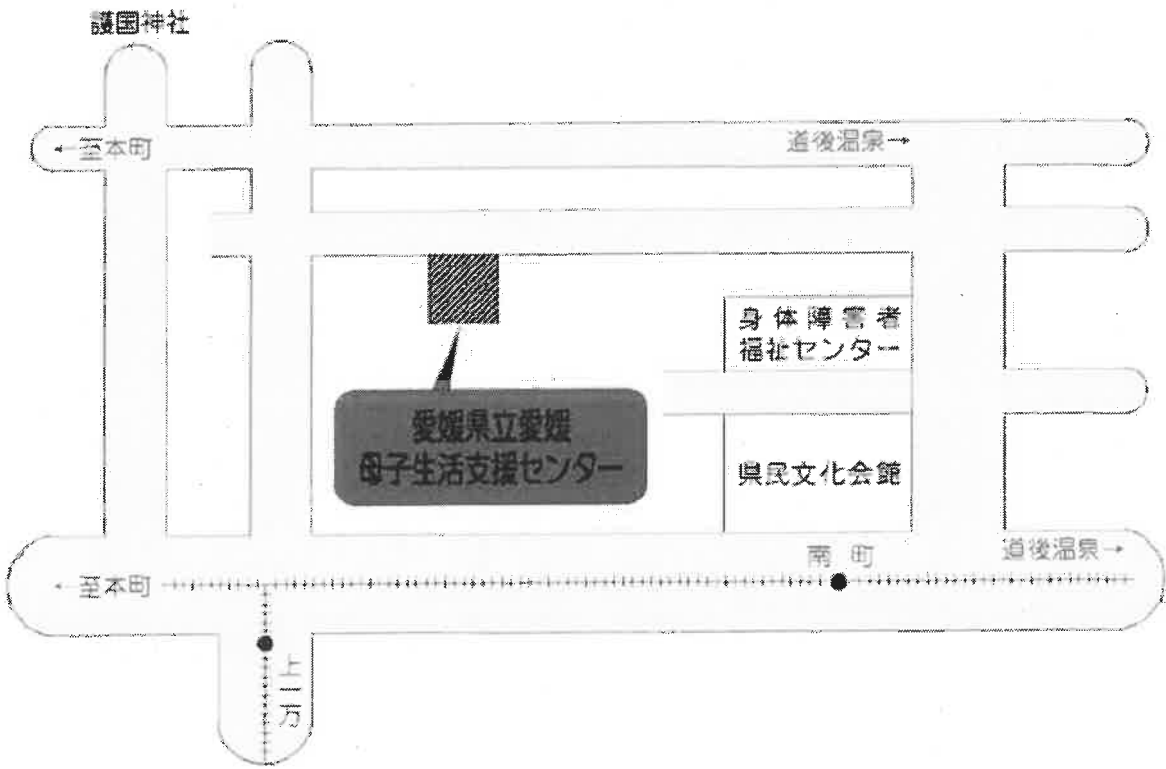 護国神社
←至本町
道後温泉→
身体障害者
福祉センター
愛媛県立愛媛
母子生活支援センター
県民文化会館
南町
道後温泉→
←至本町
上一万